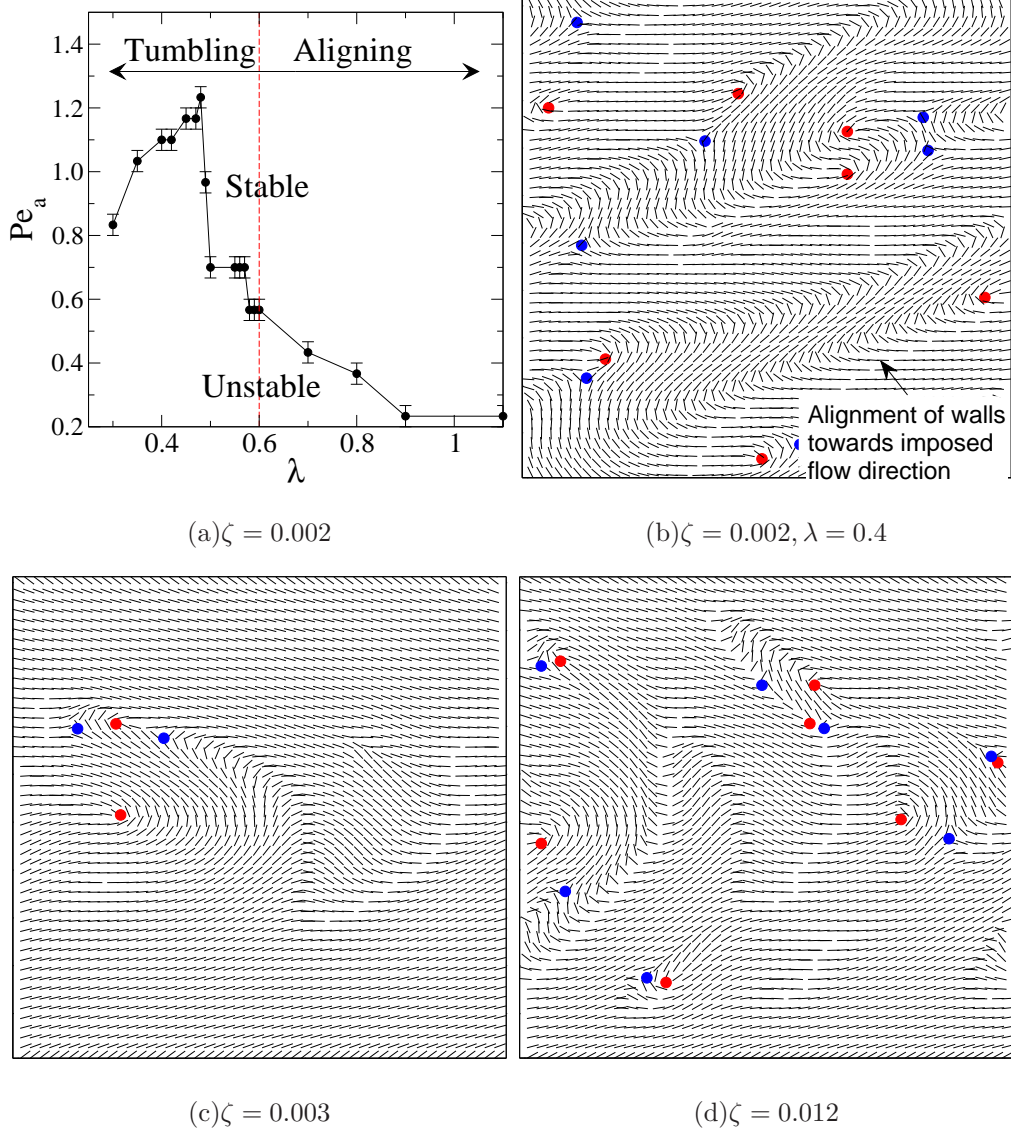 1.4
1.2
1.0
0.8
0.6
0.4
0.2
Pe_a
Tumbling
Aligning
Stable
Unstable
0.4
0.6
0.8
1
λ
Alignment of walls
towards imposed
flow direction
(a)ζ = 0.002
(b)ζ = 0.002, λ = 0.4
(c)ζ = 0.003
(d)ζ = 0.012